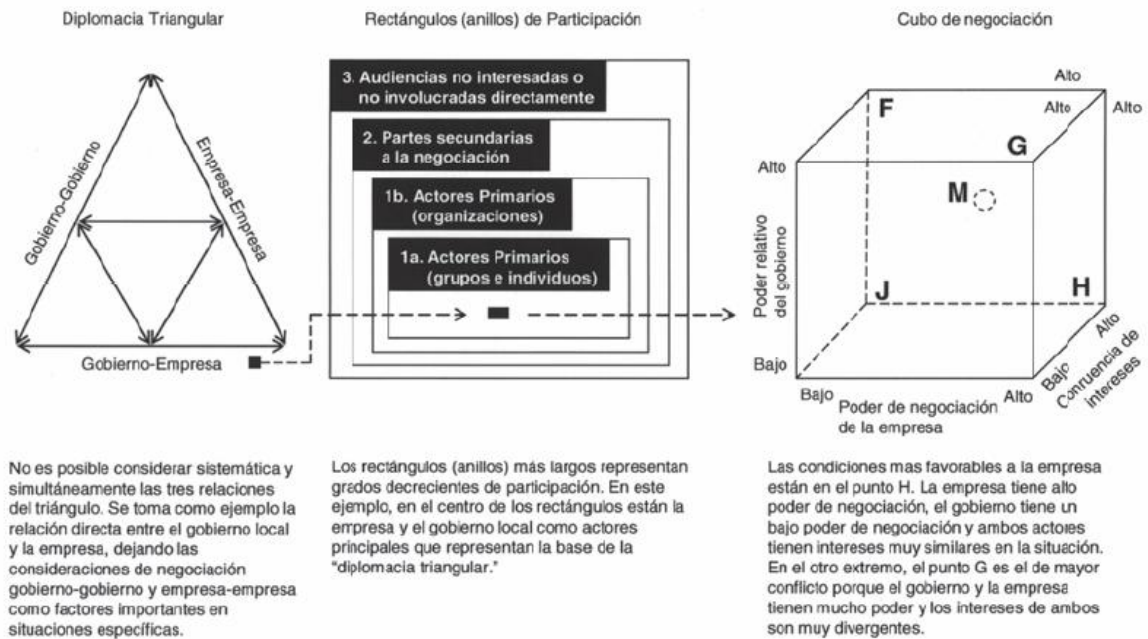 Diplomacia Triangular
Gobierno-Gobierno
Empresa-Empresa
Gobierno-Empresa
No es posible considerar sistemática y
simultáneamente las tres relaciones
del triángulo. Se toma como ejemplo la
relación directa entre el gobierno local
y la empresa, dejando las
consideraciones de negociación
gobierno-gobierno y empresa-empresa
como factores importantes en
situaciones específicas.
Rectángulos (anillos) de Participación
3. Audiencias no interesadas o
no involucradas directamente
2. Partes secundarias
a la negociación
1b. Actores Primarios
(organizaciones)
1a. Actores Primarios
(grupos e individuos)
Los rectángulos (anillos) más largos representan
grados decrecientes de participación. En este
ejemplo, en el centro de los rectángulos están la
empresa y el gobierno local como actores
principales que representan la base de la
"diplomacia triangular."
Cubo de negociación
Alto
F
Alto
Alto
G
Alto
M
Poder relativo
del gobierno
J
H
Bajo
Bajo
Poder de negociación
de la empresa
Alto
Bajo
Alto
Conruencia de
intereses
Las condiciones mas favorables a la empresa
están en el punto H. La empresa tiene alto
poder de negociación, el gobierno tiene un
bajo poder de negociación y ambos actores
tienen intereses muy similares en la situación.
En el otro extremo, el punto G es el de mayor
conflicto porque el gobierno y la empresa
tienen mucho poder y los intereses de ambos
son muy divergentes.